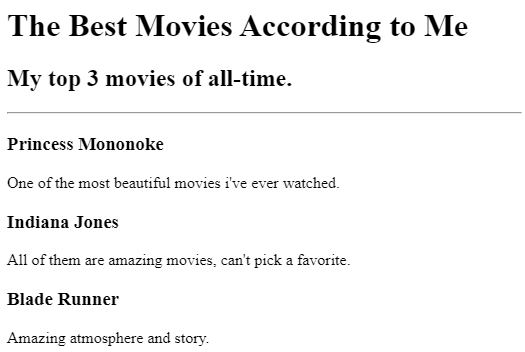 The Best Movies According to Me
My top 3 movies of all-time.
Princess Mononoke
One of the most beautiful movies i've ever watched.
Indiana Jones
All of them are amazing movies, can't pick a favorite.
Blade Runner
Amazing atmosphere and story.